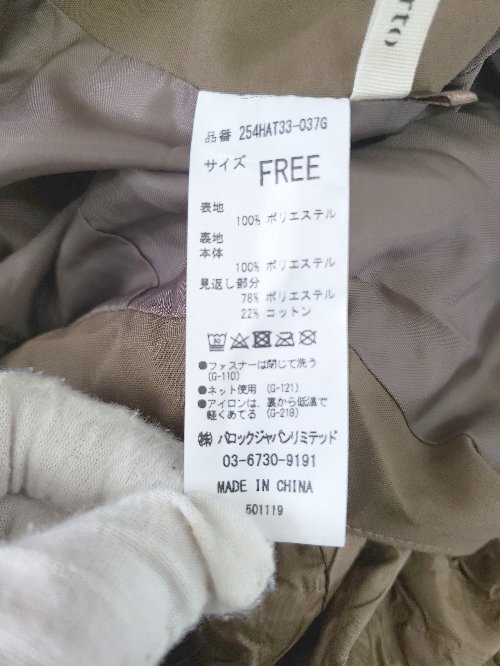 rto
品番 254HAT33-037G
サイズ FREE
表地
100% ポリエステル
裏地
本体
100% ポリエステル
見返し部分
78% ポリエステル
22% コットン
30
●ファスナーは閉じて洗う
(G-110)
●ネット使用 (G-121)
●アイロンは、裏から低温で
軽くあてる (G-218)
㈱ バロックジャパンリミテッド
03-6730-9191
MADE IN CHINA
501119